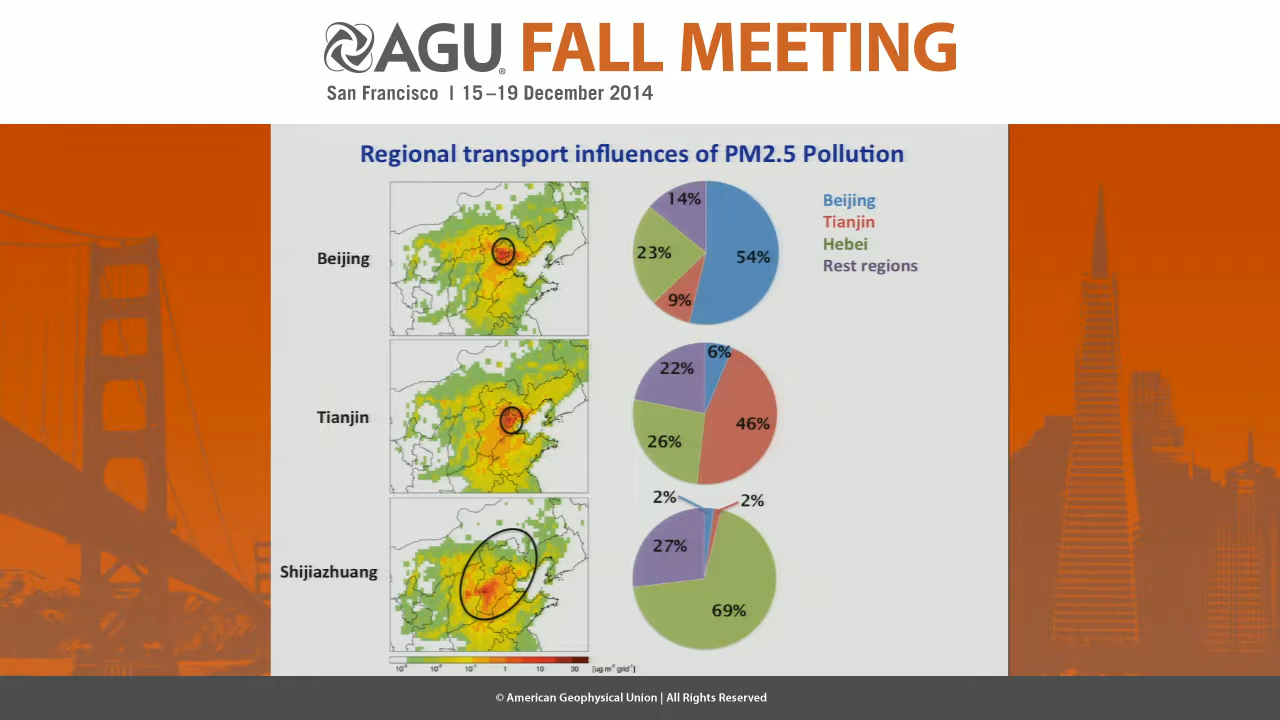 AGU® FALL MEETING
San Francisco | 15–19 December 2014
Regional transport influences of PM2.5 Pollution
Beijing
14%
23%
9%
54%
Beijing
Tianjin
Hebei
Rest regions
Tianjin
6%
22%
26%
46%
Shijiazhuang
2%
2%
27%
69%
1
10
30
© American Geophysical Union | All Rights Reserved